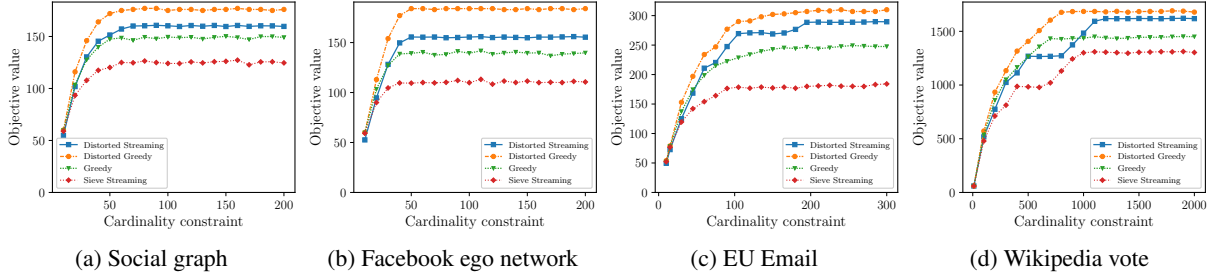 Objective value
150
100
50
0
Distorted Streaming
Distorted Greedy
Greedy
Sieve Streaming
50 100 150 200
Cardinality constraint
(a) Social graph
Objective value
150
100
50
0
Distorted Streaming
Distorted Greedy
Greedy
Sieve Streaming
50 100 150 200
Cardinality constraint
(b) Facebook ego network
Objective value
300
250
200
150
100
50
0
Distorted Streaming
Distorted Greedy
Greedy
Sieve Streaming
0 100 200 300
Cardinality constraint
(c) EU Email
Objective value
1500
1000
500
0
Distorted Streaming
Distorted Greedy
Greedy
Sieve Streaming
0 500 1000 1500 2000
Cardinality constraint
(d) Wikipedia vote